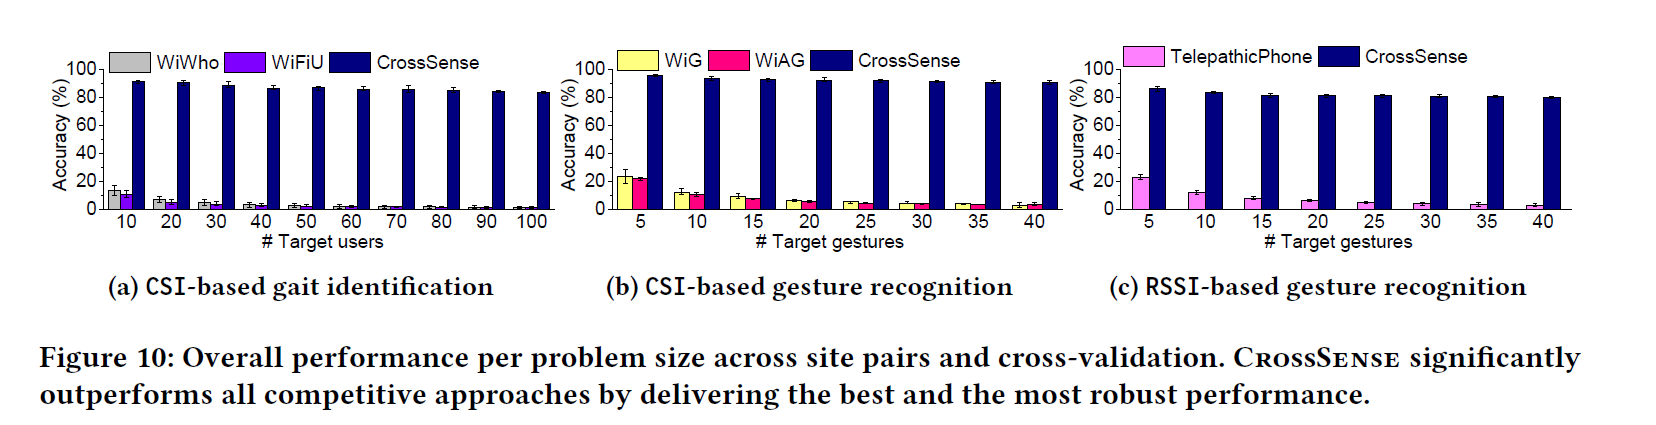 WiWho WiFiU CrossSense
Accuracy (%)
100
80
60
40
20
0
10 20 30 40 50 60 70 80 90 100
# Target users
(a) CSI-based gait identification
WiG WiAG CrossSense
Accuracy (%)
100
80
60
40
20
0
5 10 15 20 25 30 35 40
# Target gestures
(b) CSI-based gesture recognition
TelepathicPhone CrossSense
Accuracy (%)
100
80
60
40
20
0
5 10 15 20 25 30 35 40
# Target gestures
(c) RSSI-based gesture recognition
Figure 10: Overall performance per problem size across site pairs and cross-validation. CROSSSENSE significantly
outperforms all competitive approaches by delivering the best and the most robust performance.